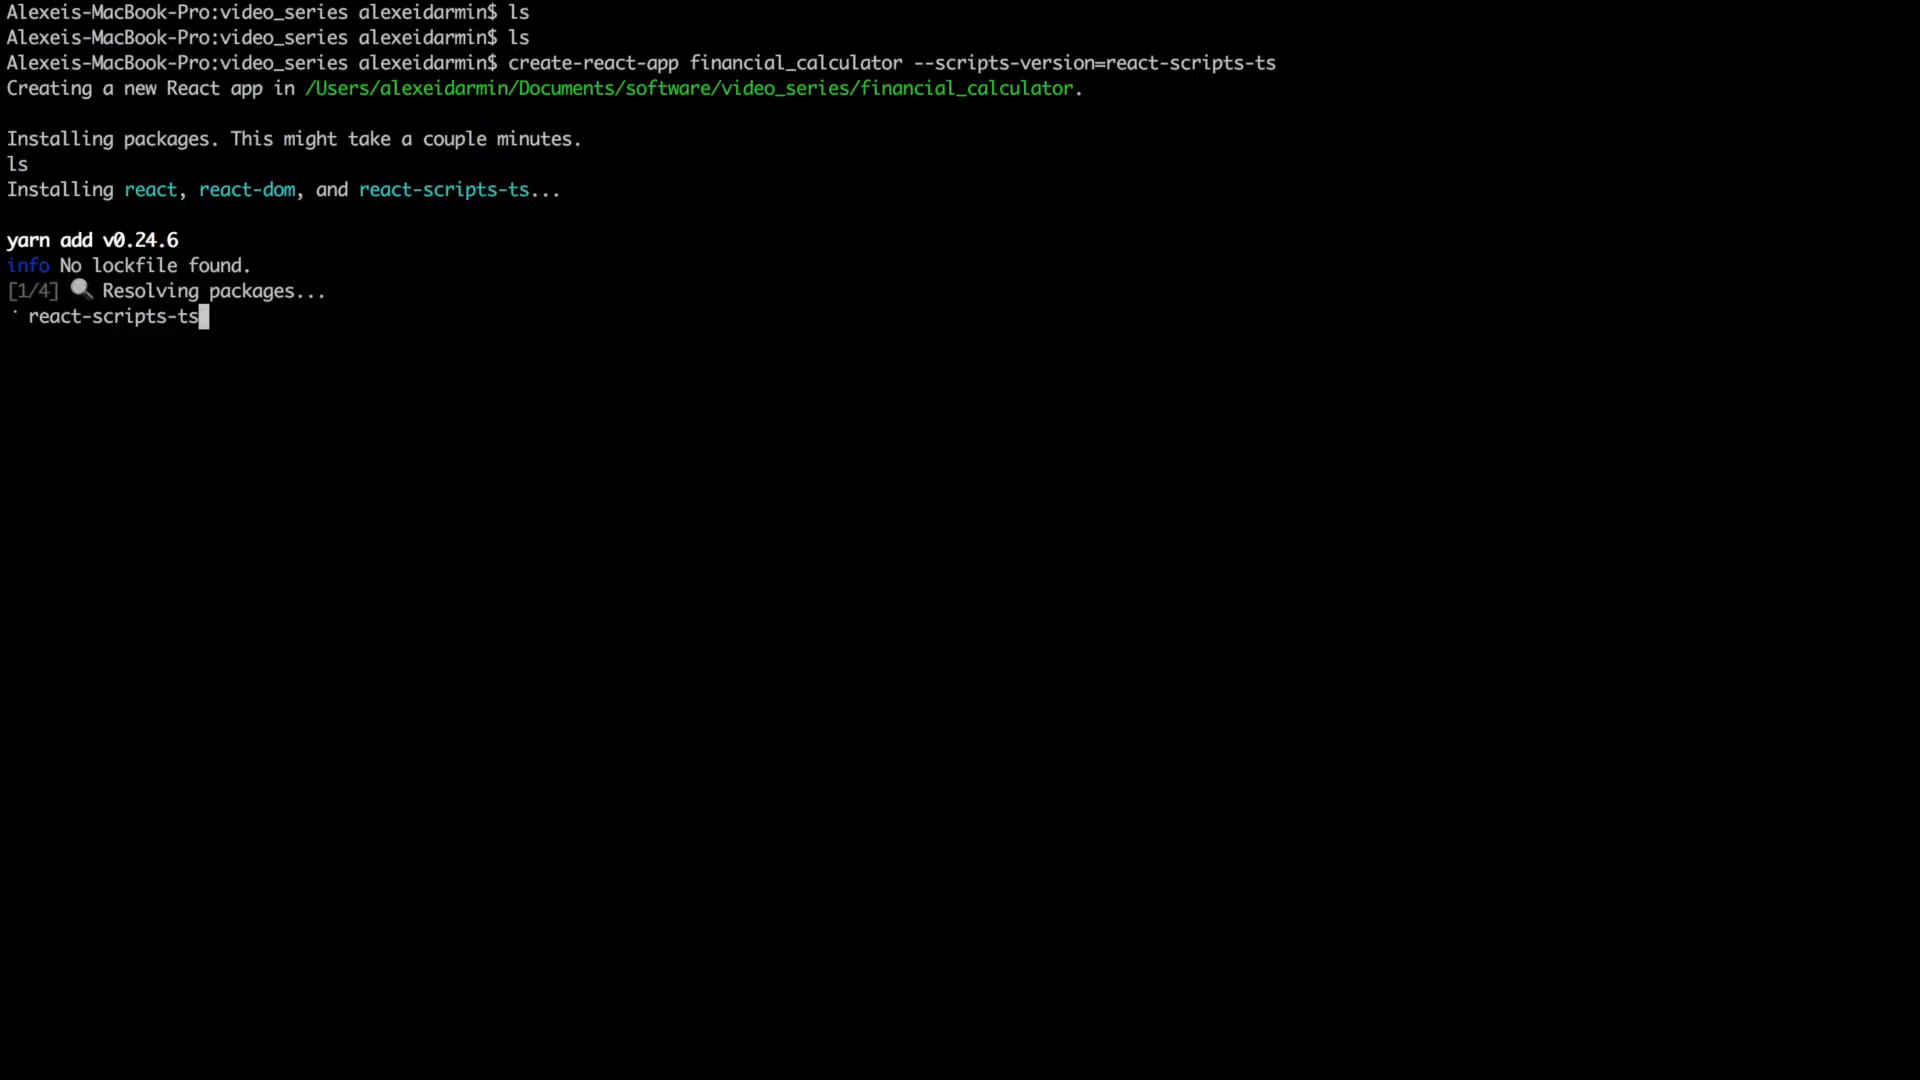 Alexeis-MacBook-Pro:video_series alexeidarmin$ ls
Alexeis-MacBook-Pro:video_series alexeidarmin$ ls
Alexeis-MacBook-Pro:video_series alexeidarmin$ create-react-app financial_calculator --scripts-version=react-scripts-ts
Creating a new React app in /Users/alexeidarmin/Documents/software/video_series/financial_calculator.
Installing packages. This might take a couple minutes.
ls
Installing react, react-dom, and react-scripts-ts...
yarn add v0.24.6
info No lockfile found.
[1/4] 🔍 Resolving packages...
⠁ react-scripts-ts